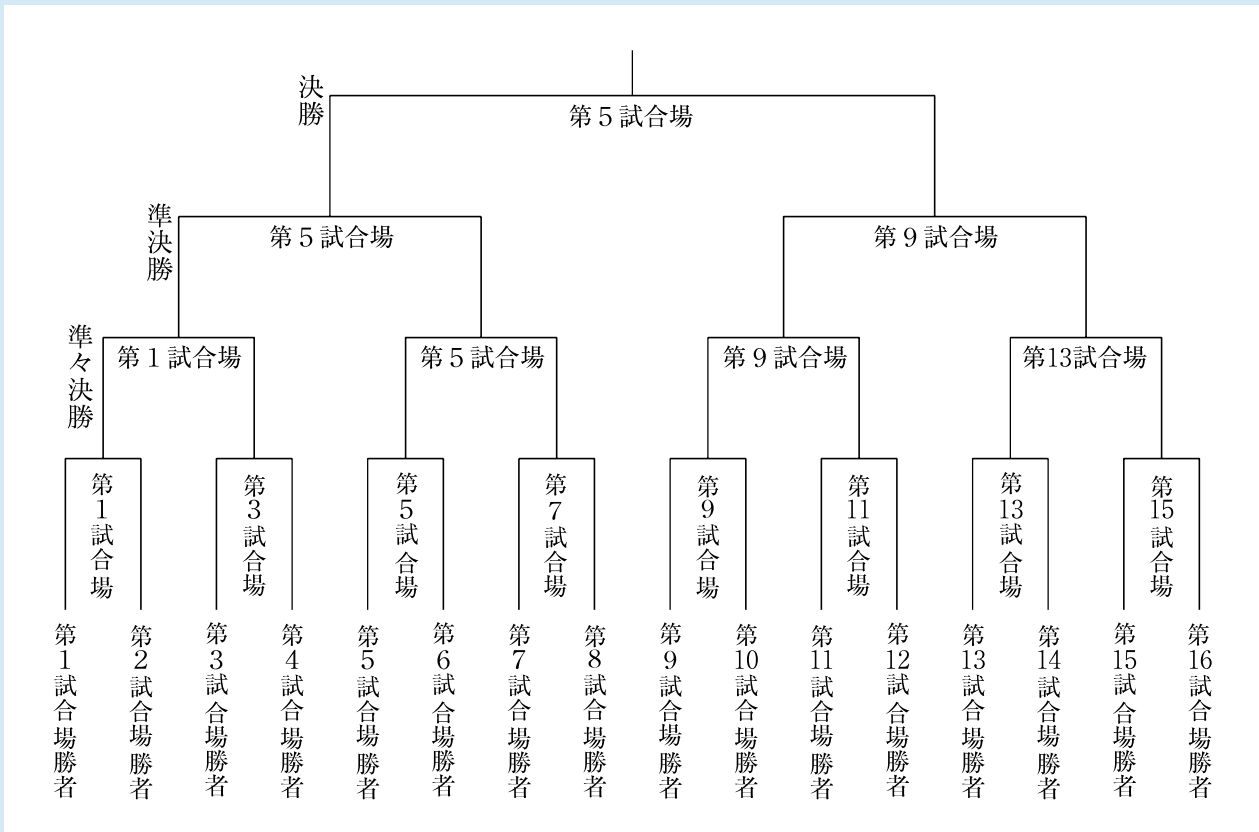 決勝
第５試合場
準決勝
第５試合場
第９試合場
準々決勝
第１試合場
第５試合場
第９試合場
第13試合場
第１試合場
第３試合場
第５試合場
第７試合場
第９試合場
第11試合場
第13試合場
第15試合場
第１試合場勝者
第２試合場勝者
第３試合場勝者
第４試合場勝者
第５試合場勝者
第６試合場勝者
第７試合場勝者
第８試合場勝者
第９試合場勝者
第10試合場勝者
第11試合場勝者
第12試合場勝者
第13試合場勝者
第14試合場勝者
第15試合場勝者
第16試合場勝者